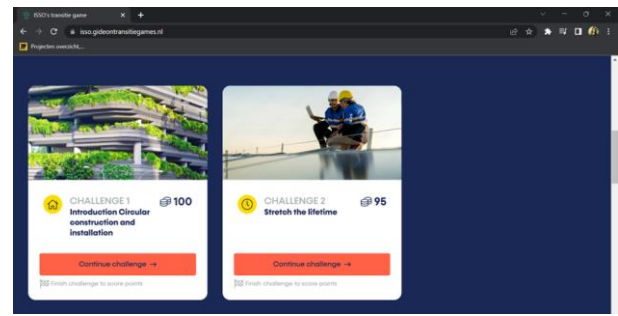 ISSO's transitie game
isso.gideontransitiegames.nl
Projecten overzicht,...
CHALLENGE 1
100
Introduction Circular
construction and
installation
Continue challenge →
Finish challenge to score points
CHALLENGE 2
95
Stretch the lifetime
Continue challenge →
Finish challenge to score points